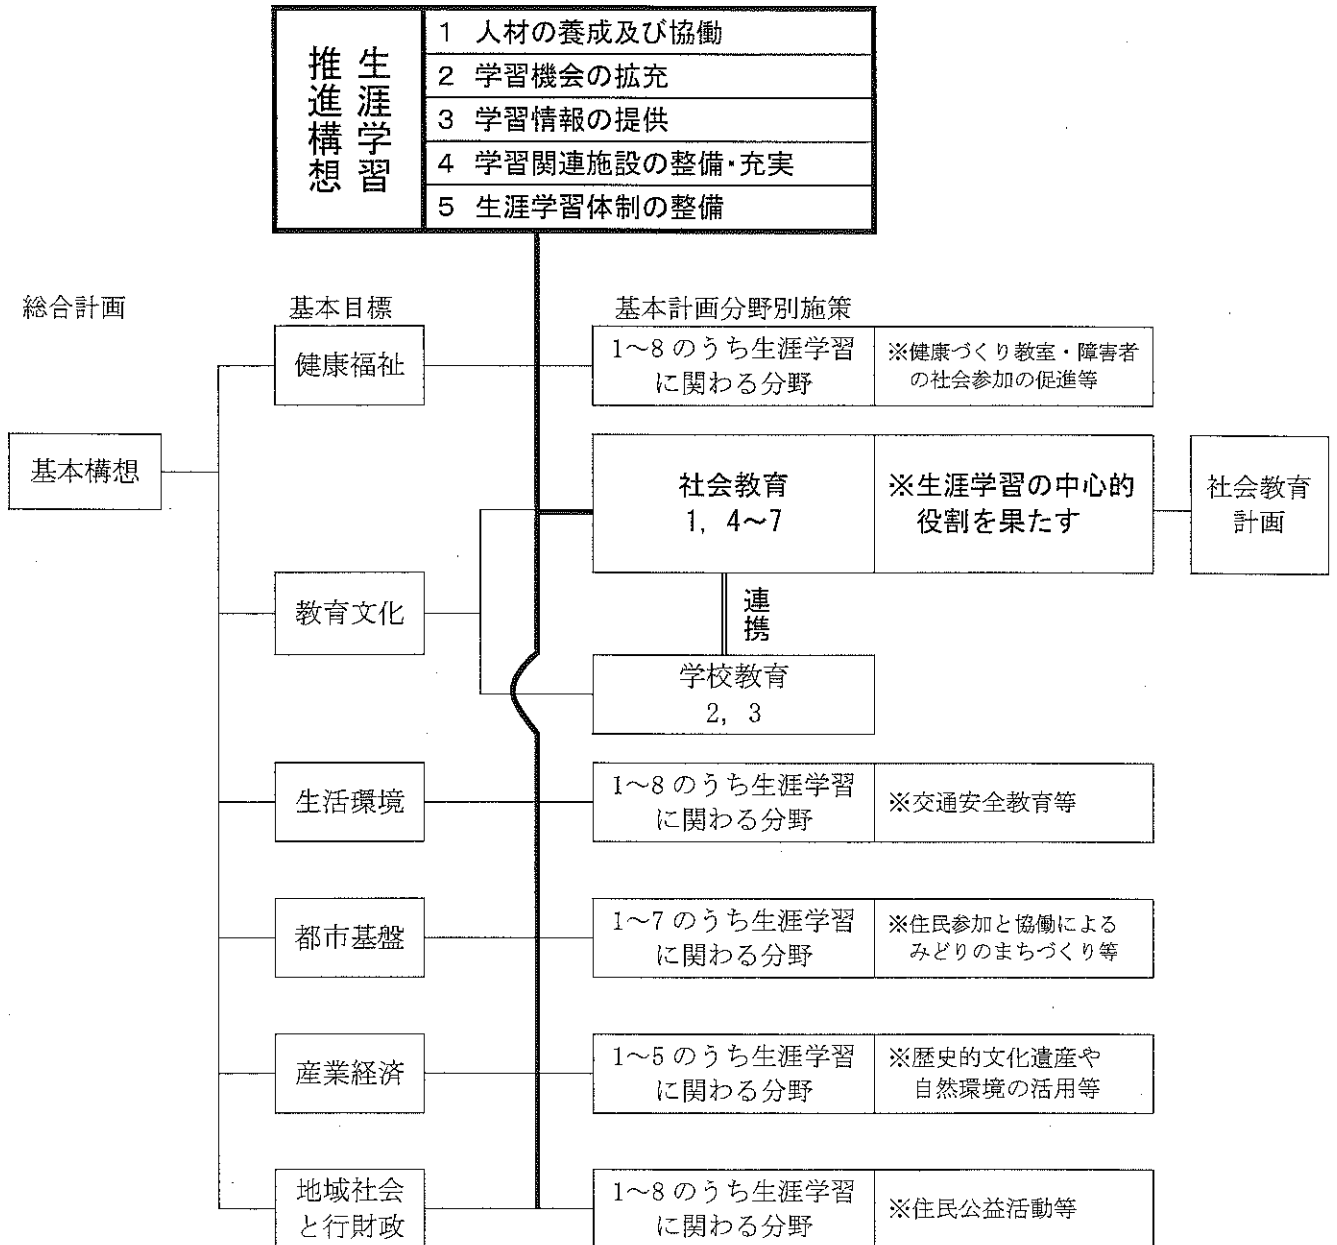 生涯学習
推進構想
1 人材の養成及び協働
2 学習機会の拡充
3 学習情報の提供
4 学習関連施設の整備・充実
5 生涯学習体制の整備
総合計画
基本目標
基本計画分野別施策
基本構想
健康福祉
1～8のうち生涯学習
に関わる分野
※健康づくり教室・障害者
の社会参加の促進等
教育文化
社会教育
1, 4～7
※生涯学習の中心的
役割を果たす
社会教育
計画
連携
学校教育
2, 3
生活環境
1～8のうち生涯学習
に関わる分野
※交通安全教育等
都市基盤
1～7のうち生涯学習
に関わる分野
※住民参加と協働による
みどりのまちづくり等
産業経済
1～5のうち生涯学習
に関わる分野
※歴史的文化遺産や
自然環境の活用等
地域社会
と行財政
1～8のうち生涯学習
に関わる分野
※住民公益活動等